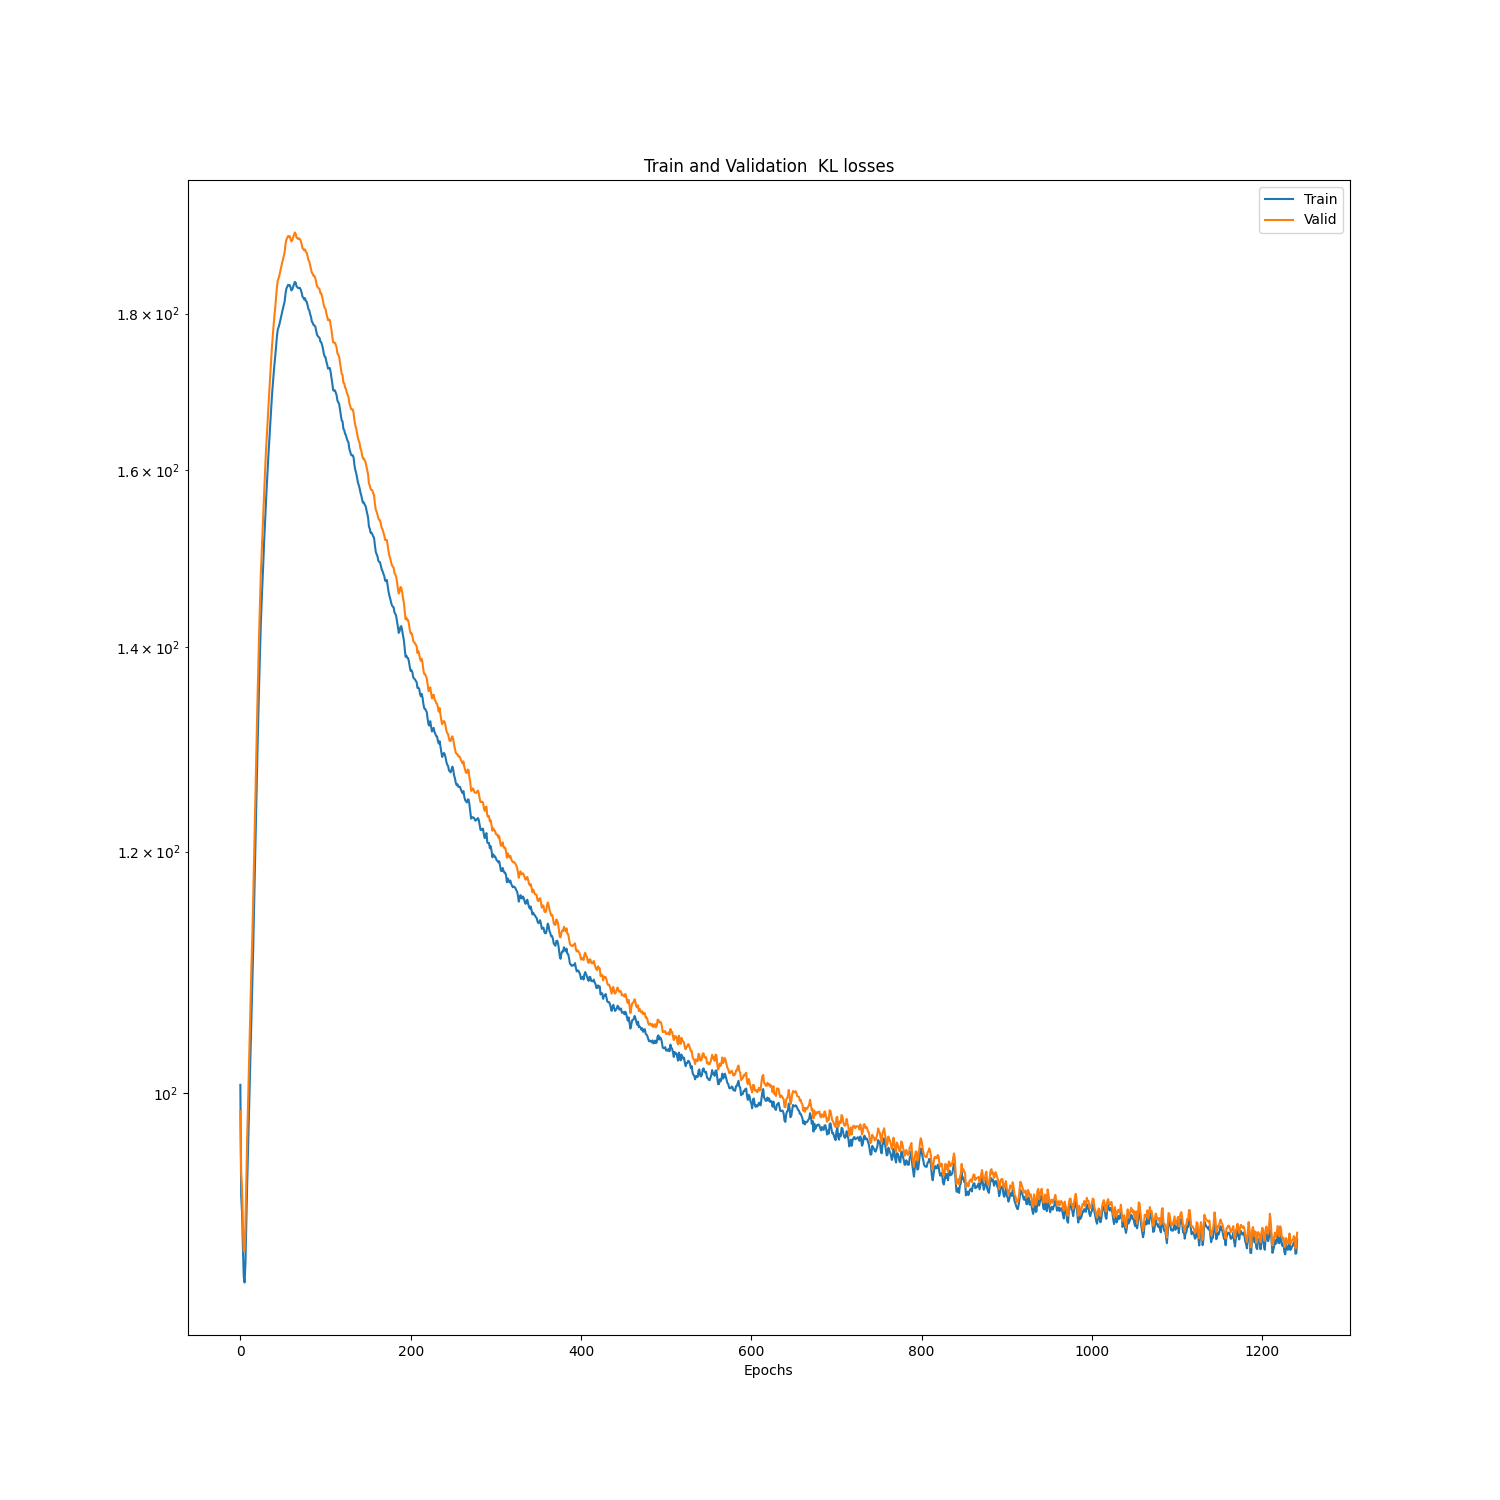 Train and Validation  KL losses
Train
Valid
1.8 × 10²
1.6 × 10²
1.4 × 10²
1.2 × 10²
10²
0 200 400 600 800 1000 1200
Epochs